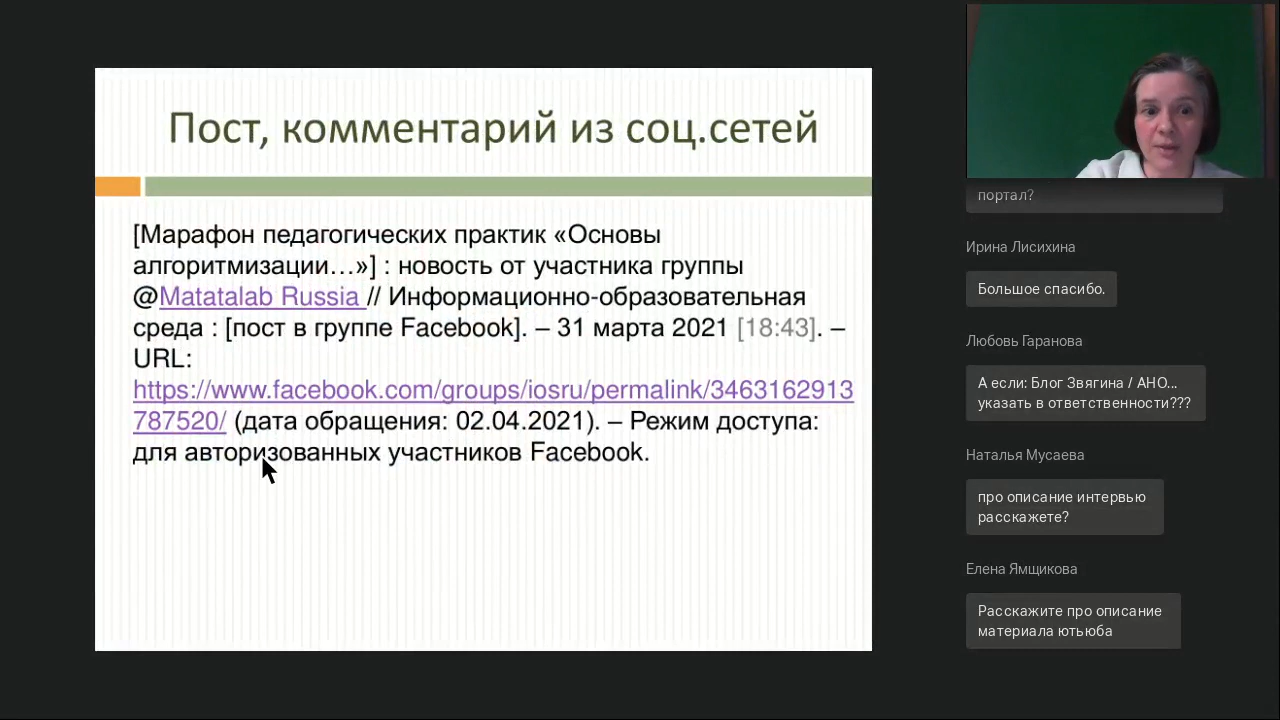 Пост, комментарий из соц.сетей
[Марафон педагогических практик «Основы
алгоритмизации…»] : новость от участника группы
@Matatalab Russia // Информационно-образовательная
среда : [пост в группе Facebook]. – 31 марта 2021 [18:43]. –
URL:
https://www.facebook.com/groups/iosru/permalink/3463162913
787520/ (дата обращения: 02.04.2021). – Режим доступа:
для авторизованных участников Facebook.
портал?
Ирина Лисихина
Большое спасибо.
Любовь Гаранова
А если: Блог Звягина / АНО...
указать в ответственности???
Наталья Мусаева
про описание интервью
расскажете?
Елена Ямщикова
Расскажите про описание
материала ютьюба